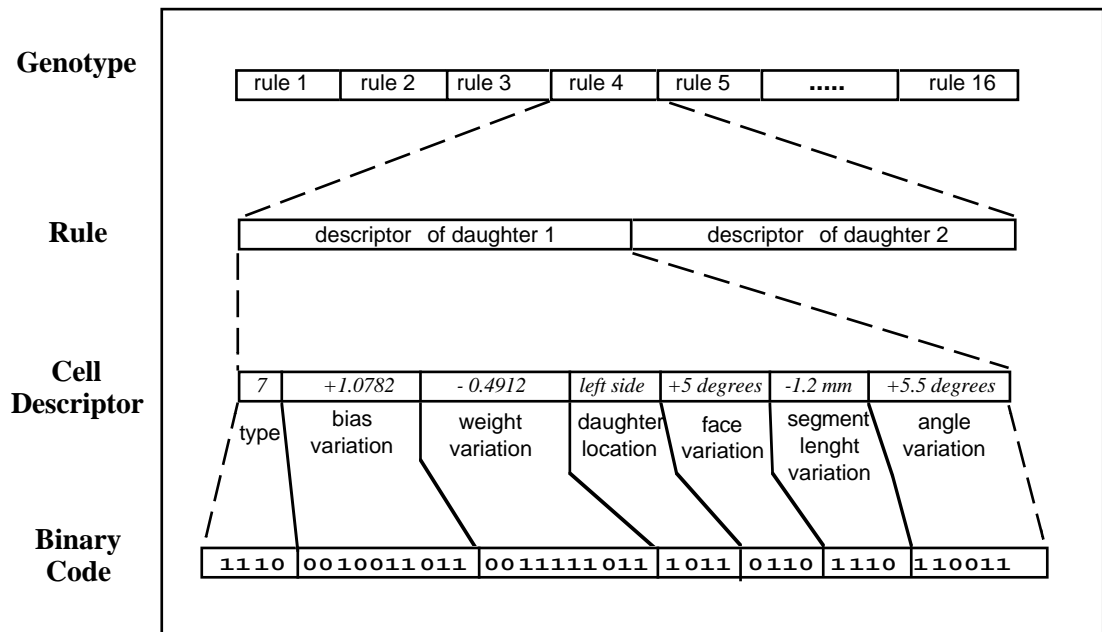 Genotype
rule 1 rule 2 rule 3 rule 4 rule 5 ..... rule 16
Rule
descriptor of daughter 1 descriptor of daughter 2
Cell
Descriptor
7 +1.0782 - 0.4912 left side +5 degrees -1.2 mm +5.5 degrees
type
bias
variation
weight
variation
daughter
location
face
variation
segment
lenght
variation
angle
variation
Binary
Code
1110 0010011011 0011111011 1011 0110 1110 110011